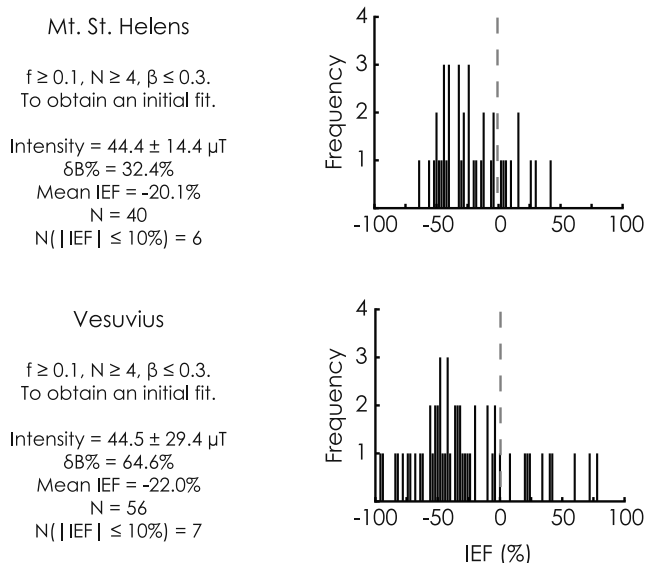 Mt. St. Helens
f ≥ 0.1, N ≥ 4, β ≤ 0.3.
To obtain an initial fit.
Intensity = 44.4 ± 14.4 μT
δB% = 32.4%
Mean IEF = -20.1%
N = 40
N(|IEF| ≤ 10%) = 6
Frequency
4
3
2
1
-100 -50 0 50 100
Vesuvius
f ≥ 0.1, N ≥ 4, β ≤ 0.3.
To obtain an initial fit.
Intensity = 44.5 ± 29.4 μT
δB% = 64.6%
Mean IEF = -22.0%
N = 56
N(|IEF| ≤ 10%) = 7
Frequency
4
3
2
1
-100 -50 0 50 100
IEF (%)